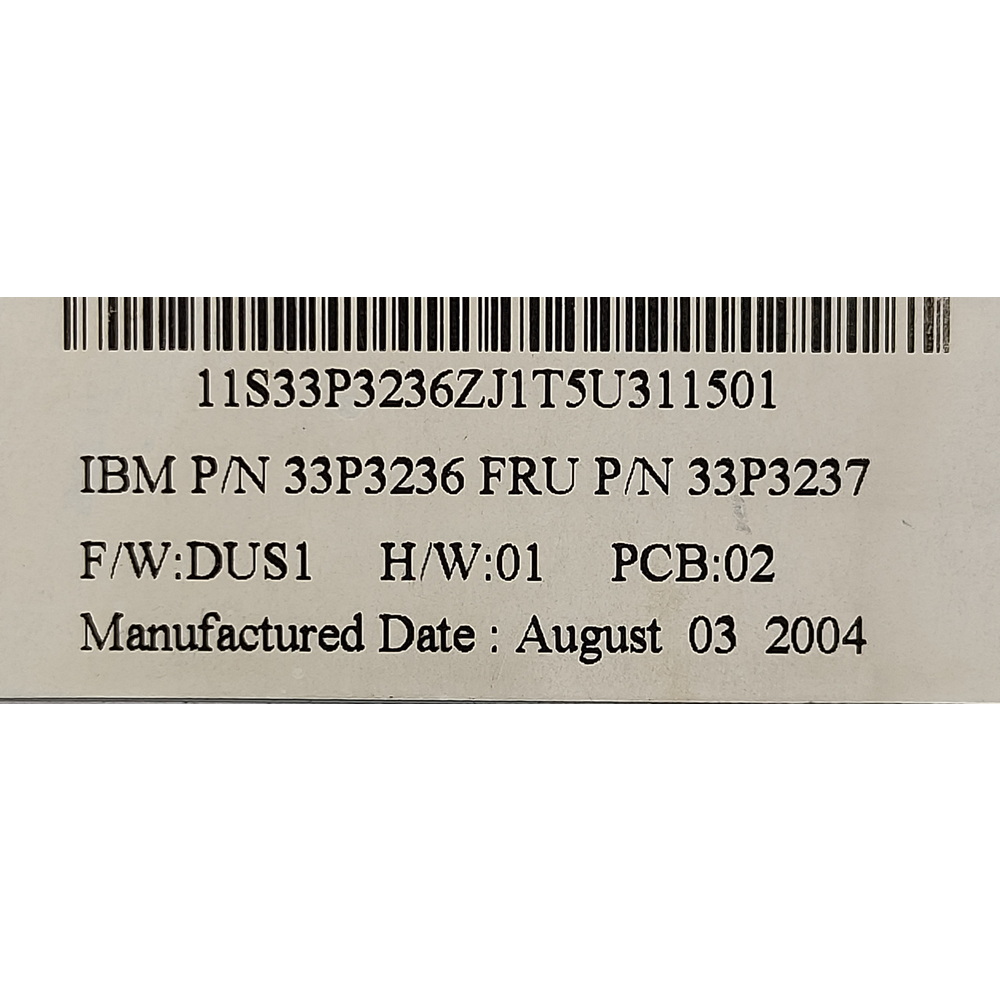 11S33P3236ZJ1T5U311501
IBM P/N 33P3236 FRU P/N 33P3237
F/W:DUS1 H/W:01 PCB:02
Manufactured Date : August 03 2004